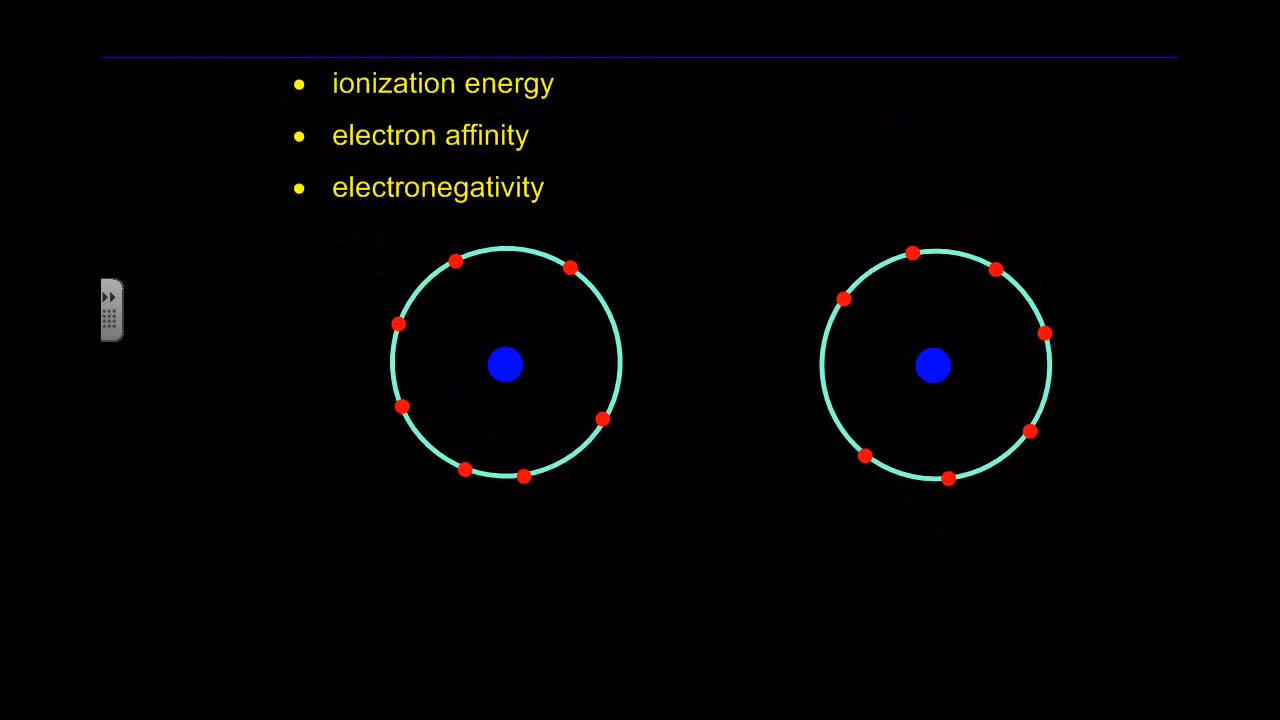 • ionization energy
• electron affinity
• electronegativity